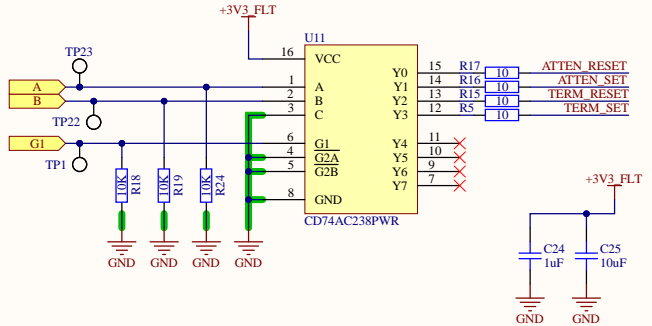 +3V3_FLT
TP23
U11
16 VCC
A 1 A Y0 15 R17 10 ATTEN_RESET
B 2 B Y1 14 R16 10 ATTEN_SET
3 C Y2 13 R15 10 TERM_RESET
Y3 12 R5 10 TERM_SET
TP22
G1 6 G1 Y4 11
4 G2A Y5 10
5 G2B Y6 9
Y7 7
TP1
10K R18 10K R19 10K R24
8 GND
CD74AC238PWR
+3V3_FLT
C24 C25
1uF 10uF
GND GND GND GND
GND GND